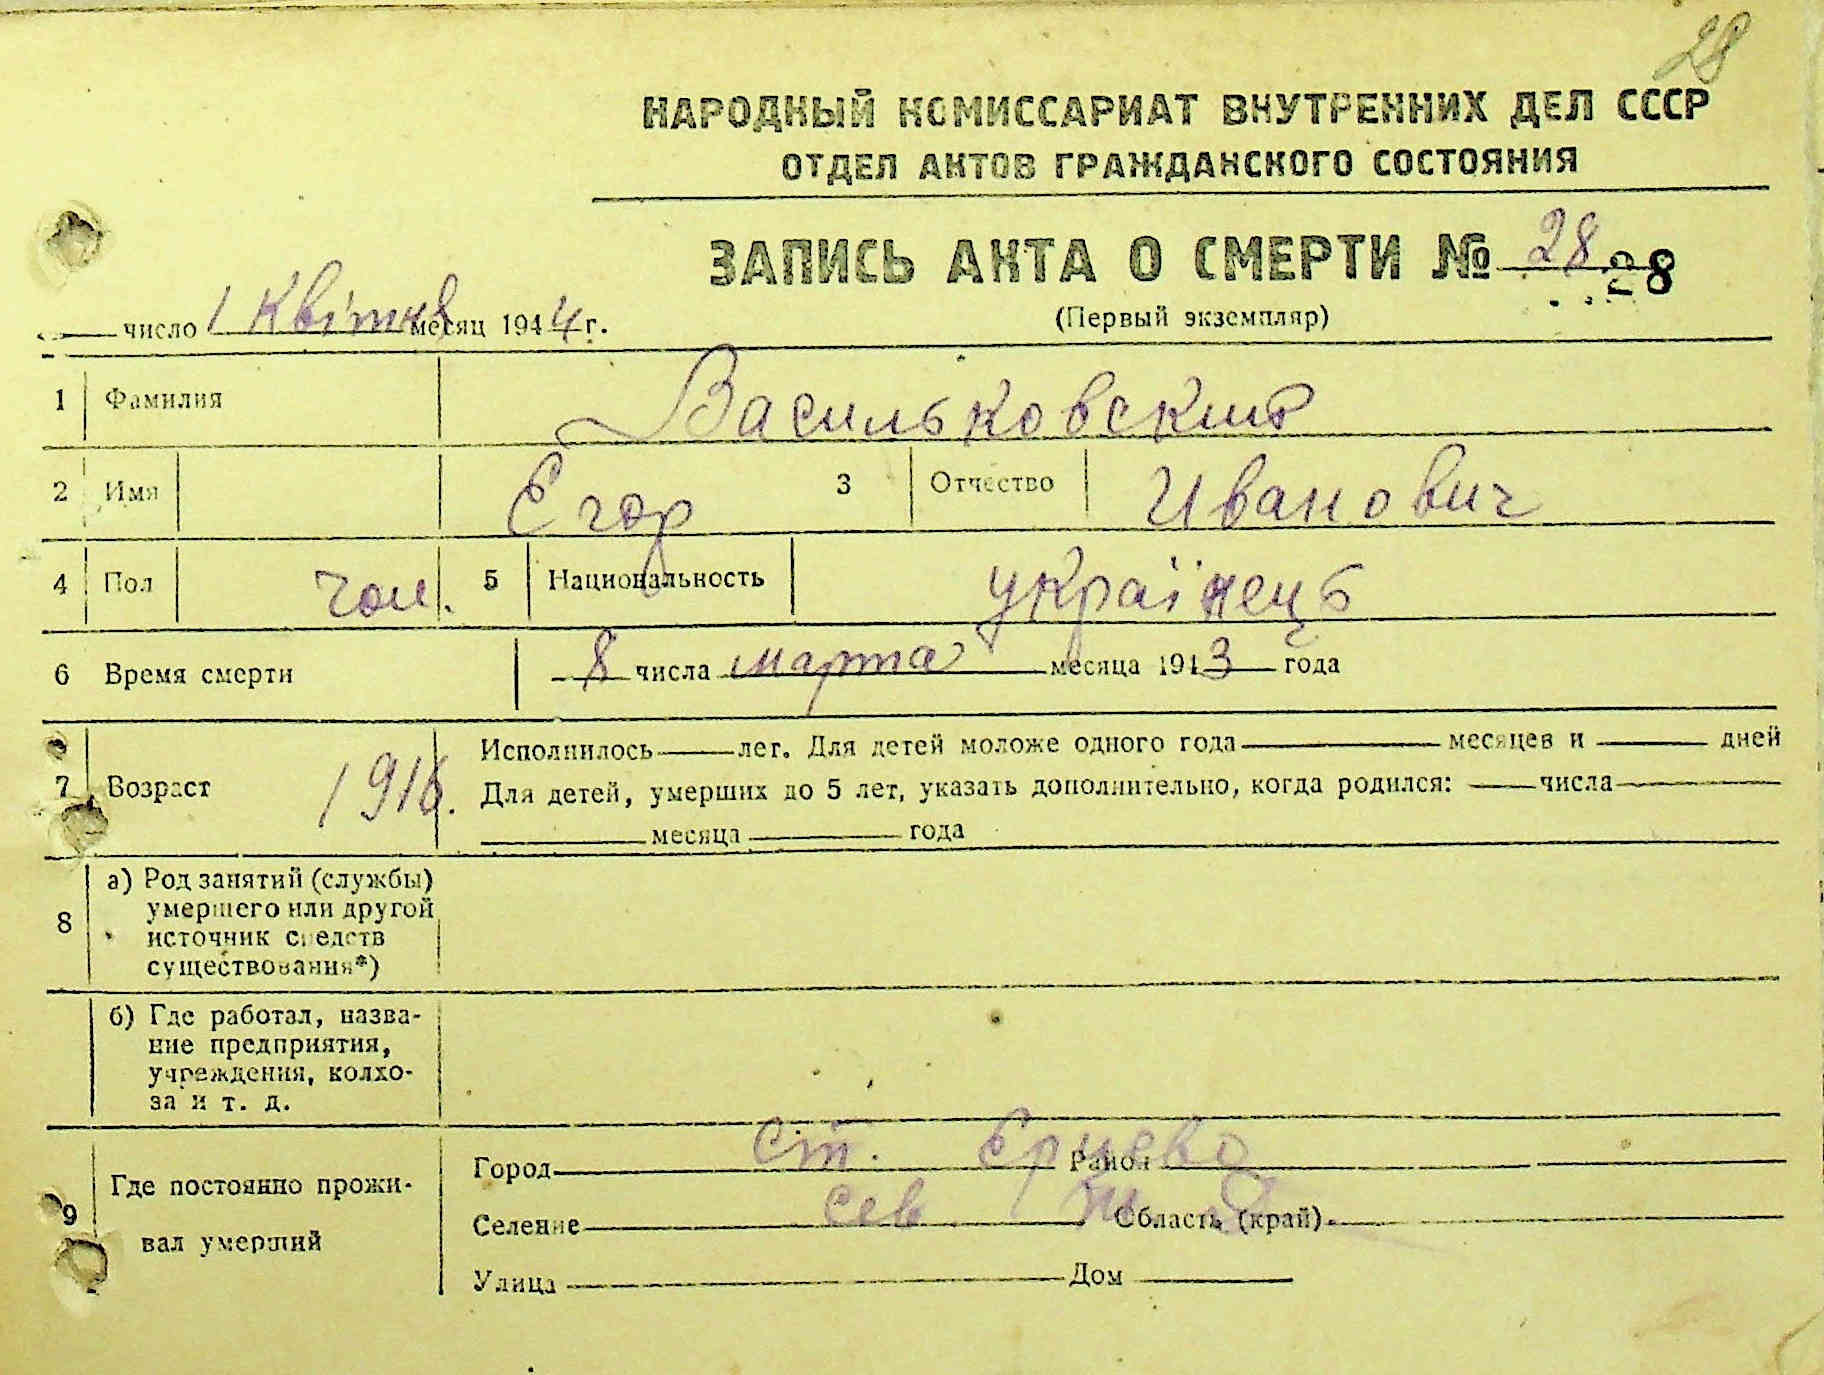 28
НАРОДНЫЙ КОМИССАРИАТ ВНУТРЕННИХ ДЕЛ СССР
ОТДЕЛ АКТОВ ГРАЖДАНСКОГО СОСТОЯНИЯ
ЗАПИСЬ АКТА О СМЕРТИ № 28 28
(Первый экземпляр)
число 1 Квітня месяц 1944 г.
1 Фамилия Васильковский
2 Имя Егор 3 Отчество Иванович
4 Пол чол. 5 Национальность українець
6 Время смерти 8 числа марта месяца 1943 года
7 Возраст 1916. Исполнилось лет. Для детей моложе одного года месяцев и дней
Для детей, умерших до 5 лет, указать дополнительно, когда родился: числа
месяца года
8 а) Род занятий (службы)
умершего или другой
источник средств
существования*)
б) Где работал, назва-
ние предприятия,
учреждения, колхо-
за и т. д.
9 Где постоянно прожи-
вал умерший
Город ст. Ерцево Район
Селение сев. Область (край)
Улица Дом